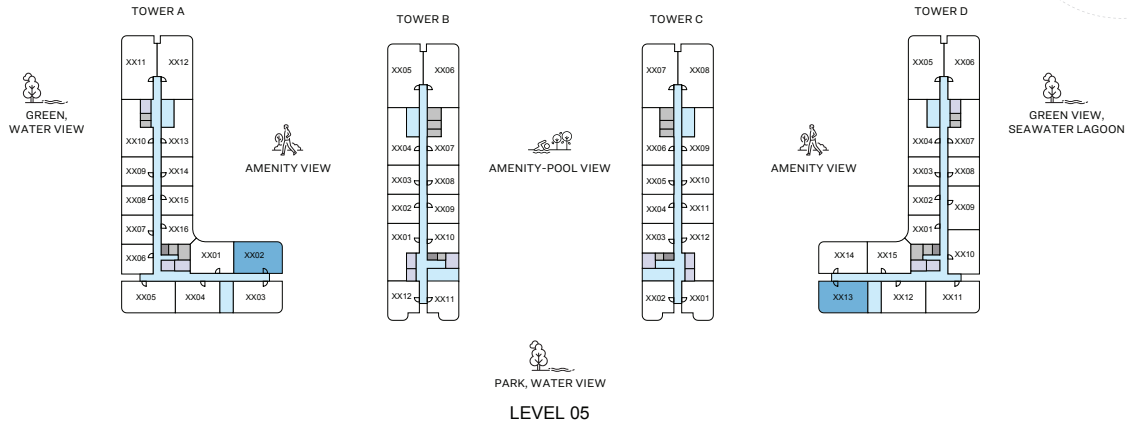 TOWER A
TOWER B
TOWER C
TOWER D
XX11 XX12
XX10 XX13
XX09 XX14
XX08 XX15
XX07 XX16
XX06 XX01 XX02
XX05 XX04 XX03
XX05 XX06
XX04 XX07
XX03 XX08
XX02 XX09
XX01 XX10
XX12 XX11
XX07 XX08
XX06 XX09
XX05 XX10
XX04 XX11
XX03 XX12
XX02 XX01
XX05 XX06
XX04 XX07
XX03 XX08
XX02 XX09
XX01
XX14 XX15 XX10
XX13 XX12 XX11
GREEN,
WATER VIEW
AMENITY VIEW
AMENITY-POOL VIEW
AMENITY VIEW
GREEN VIEW,
SEAWATER LAGOON
PARK, WATER VIEW
LEVEL 05